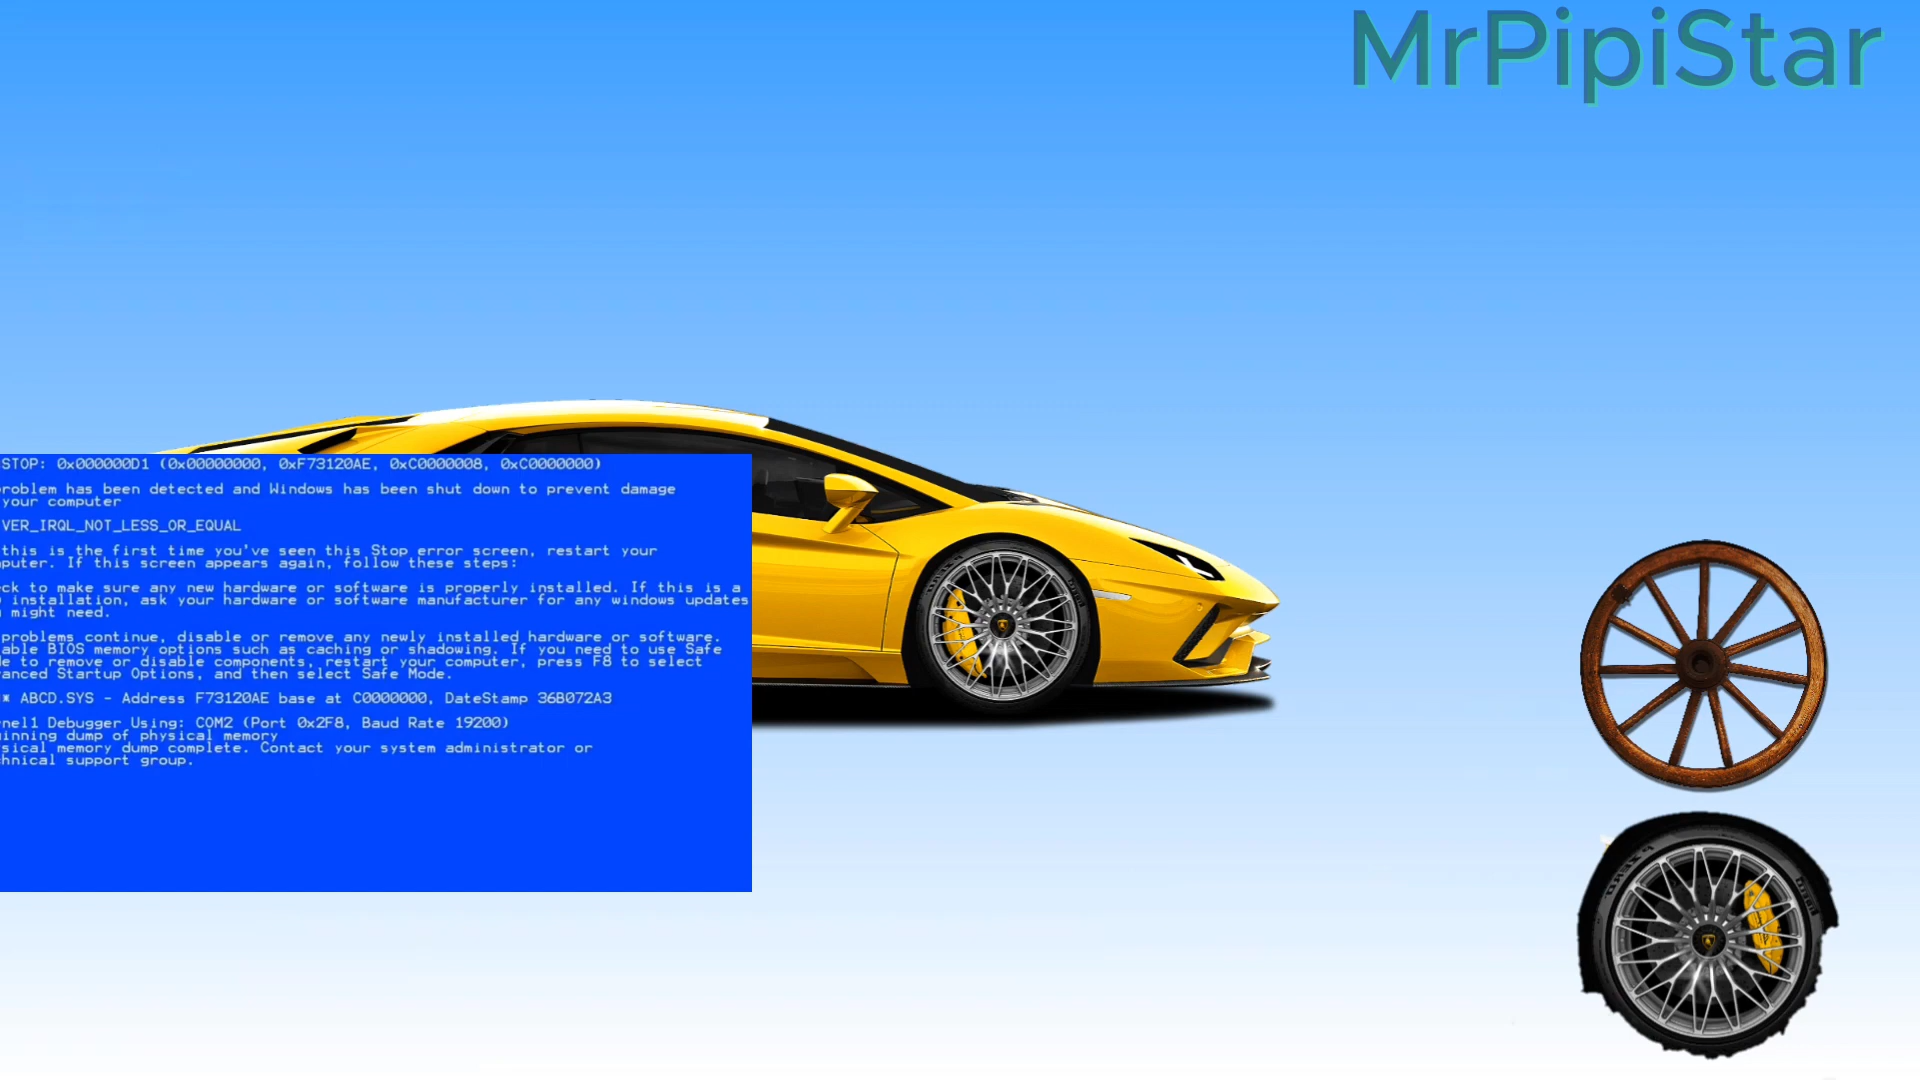 MrPipiStar
STOP: 0x000000D1 (0x00000000, 0xF73120AE, 0xC0000008, 0xC0000000)
roblem has been detected and Windows has been shut down to prevent damage
your computer
VER_IRQL_NOT_LESS_OR_EQUAL
this is the first time you've seen this Stop error screen, restart your
puter. If this screen appears again, follow these steps:
ck to make sure any new hardware or software is properly installed. If this is a
installation, ask your hardware or software manufacturer for any windows updates
might need.
problems continue, disable or remove any newly installed hardware or software.
able BIOS memory options such as caching or shadowing. If you need to use Safe
e to remove or disable components, restart your computer, press F8 to select
anced Startup Options, and then select Safe Mode.
* ABCD.SYS - Address F73120AE base at C0000000, DateStamp 36B072A3
nel1 Debugger Using: COM2 (Port 0x2F8, Baud Rate 19200)
inning dump of physical memory
sical memory dump complete. Contact your system administrator or
hnical support group.